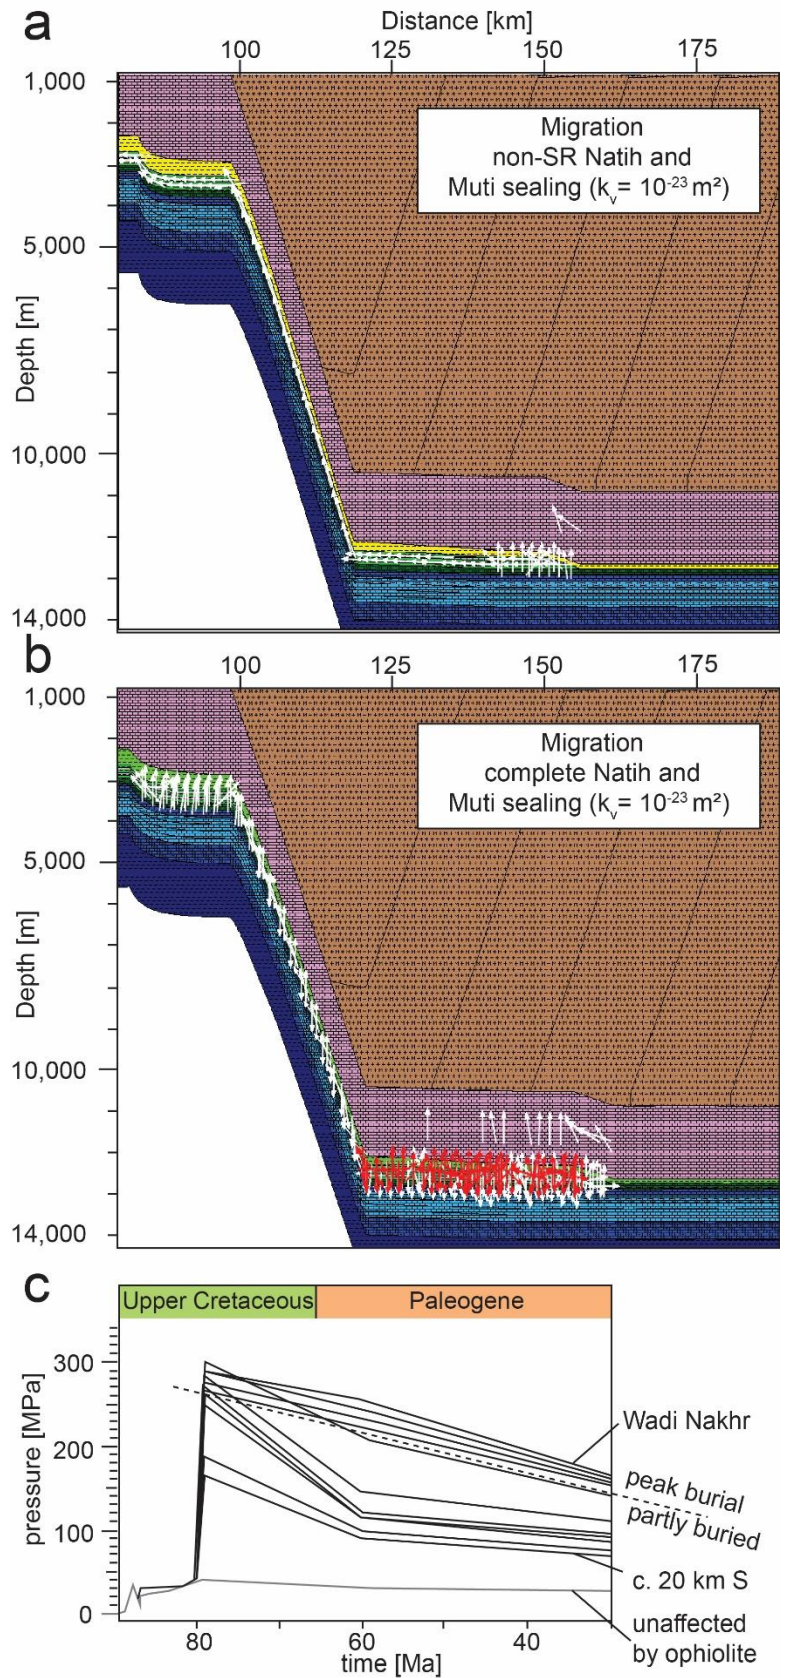 a
Distance [km]
100 125 150 175
1,000
5,000
10,000
14,000
Depth [m]
Migration
non-SR Natih and
Muti sealing (kv= 10-23 m²)
b
100 125 150 175
1,000
5,000
10,000
14,000
Depth [m]
Migration
complete Natih and
Muti sealing (kv= 10-23 m²)
c
Upper Cretaceous Paleogene
300
200
100
0
pressure [MPa]
Wadi Nakhr
peak burial
partly buried
c. 20 km S
unaffected
by ophiolite
80 60 40
time [Ma]